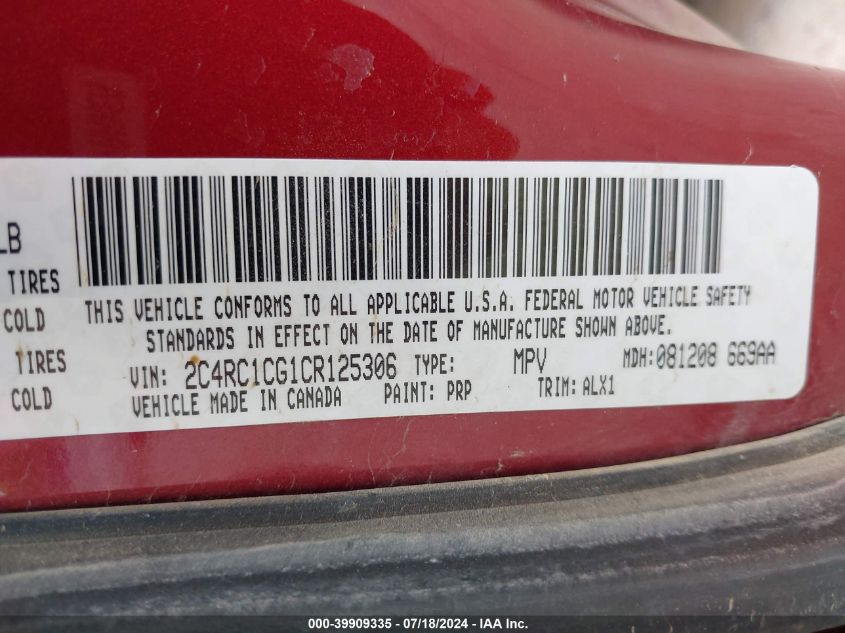 LB
TIRES
COLD
TIRES
COLD
THIS VEHICLE CONFORMS TO ALL APPLICABLE U.S.A. FEDERAL MOTOR VEHICLE SAFETY
STANDARDS IN EFFECT ON THE DATE OF MANUFACTURE SHOWN ABOVE.
VIN: 2C4RC1CG1CR125306 TYPE: MPV MDH:081208 669AA
VEHICLE MADE IN CANADA PAINT: PRP TRIM: ALX1
000-39909335 - 07/18/2024 - IAA Inc.